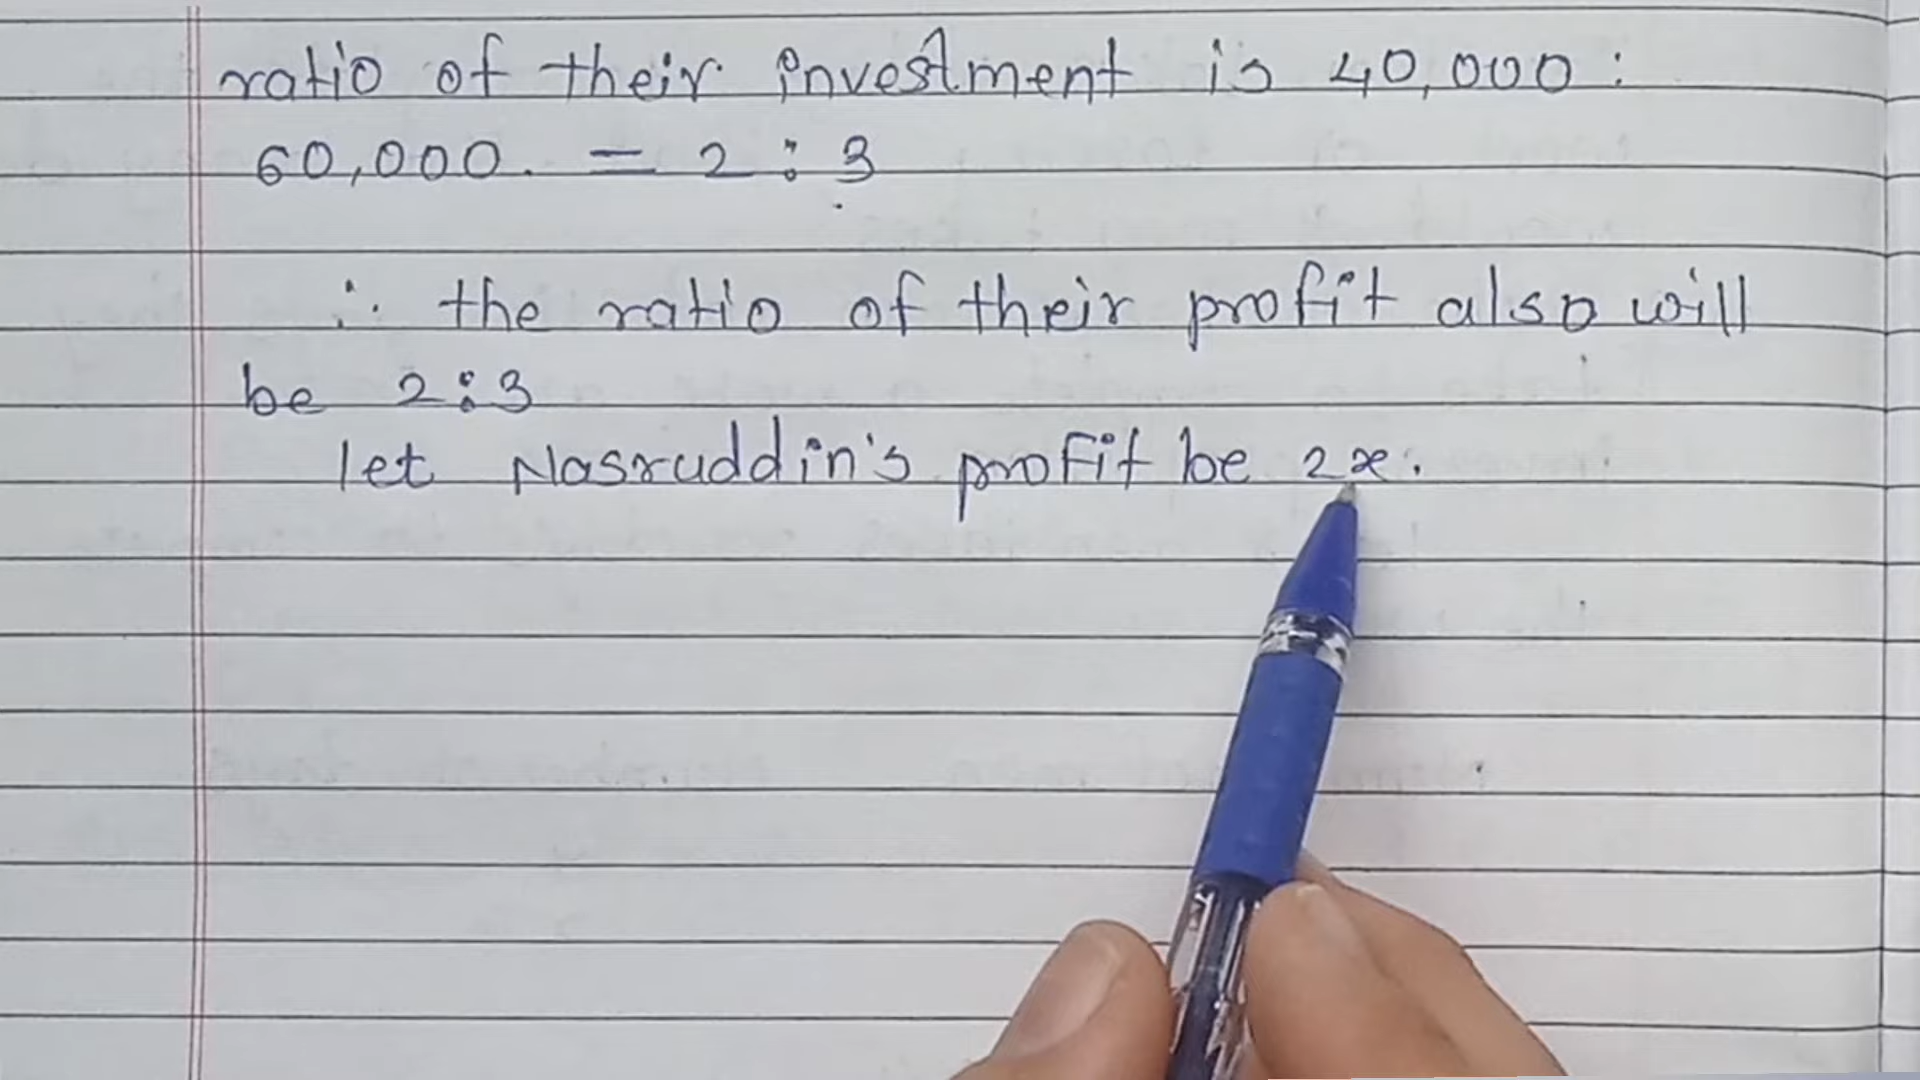 ratio of their investment is 40,000 :
60,000. = 2 : 3
∴ the ratio of their profit also will
be 2:3
let Nasruddin's profit be 2x.